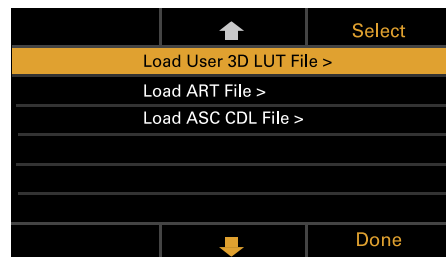 Select
Load User 3D LUT File >
Load ART File >
Load ASC CDL File >
Done